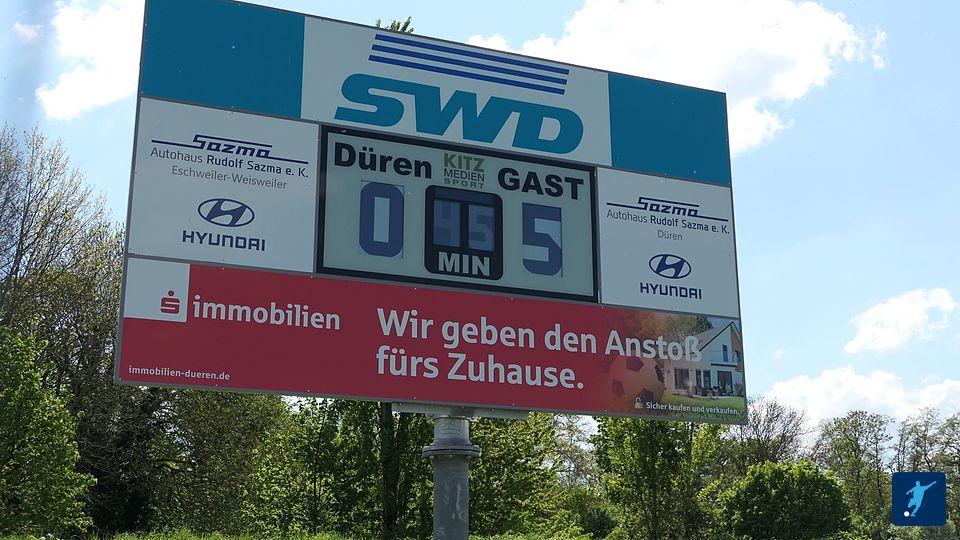 SWD
Sazma
Autohaus Rudolf Sazma e. K.
Eschweiler-Weisweiler
HYUNDAI
Düren
KITZ
MEDIEN
SPORT
GAST
0
45
5
MIN
Sazma
Autohaus Rudolf Sazma e. K.
Düren
HYUNDAI
immobilien
Wir geben den Anstoß
fürs Zuhause.
immobilien-dueren.de
Sicher kaufen und verkaufen.